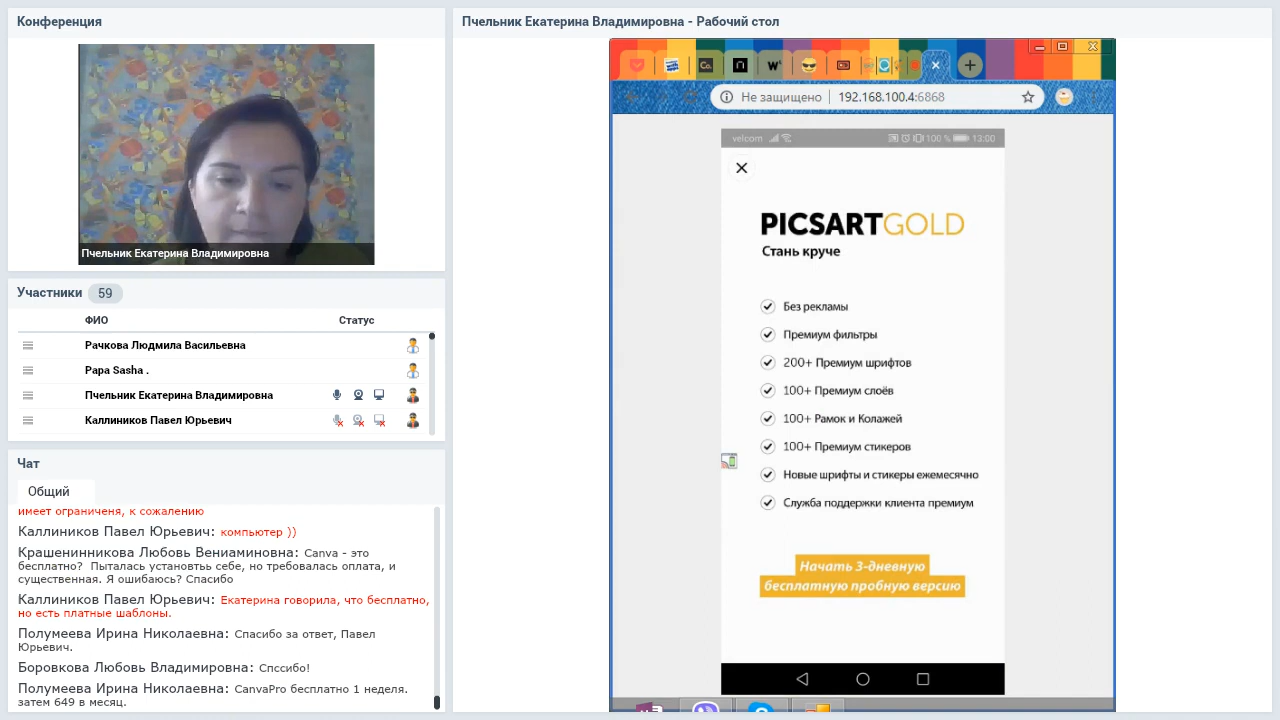 Конференция
Пчельник Екатерина Владимировна
Участники 59
ФИО Статус
Рачкова Людмила Васильевна
Papa Sasha .
Пчельник Екатерина Владимировна
Каллиников Павел Юрьевич
Чат
Общий
имеет ограниченя, к сожалению
Каллиников Павел Юрьевич: компьютер ))
Крашенинникова Любовь Вениаминовна: Canva - это
бесплатно? Пыталась установтьь себе, но требовалась оплата, и
существенная. Я ошибаюсь? Спасибо
Каллиников Павел Юрьевич: Екатерина говорила, что бесплатно,
но есть платные шаблоны.
Полумеева Ирина Николаевна: Спасибо за ответ, Павел
Юрьевич.
Боровкова Любовь Владимировна: Спссибо!
Полумеева Ирина Николаевна: CanvaPro бесплатно 1 неделя.
затем 649 в месяц.
Пчельник Екатерина Владимировна - Рабочий стол
Co.
Не защищено 192.168.100.4:6868
velcom 100 % 13:00
PICSARTGOLD
Стань круче
Без рекламы
Премиум фильтры
200+ Премиум шрифтов
100+ Премиум слоёв
100+ Рамок и Колажей
100+ Премиум стикеров
Новые шрифты и стикеры ежемесячно
Служба поддержки клиента премиум
Начать 3-дневную
бесплатную пробную версию